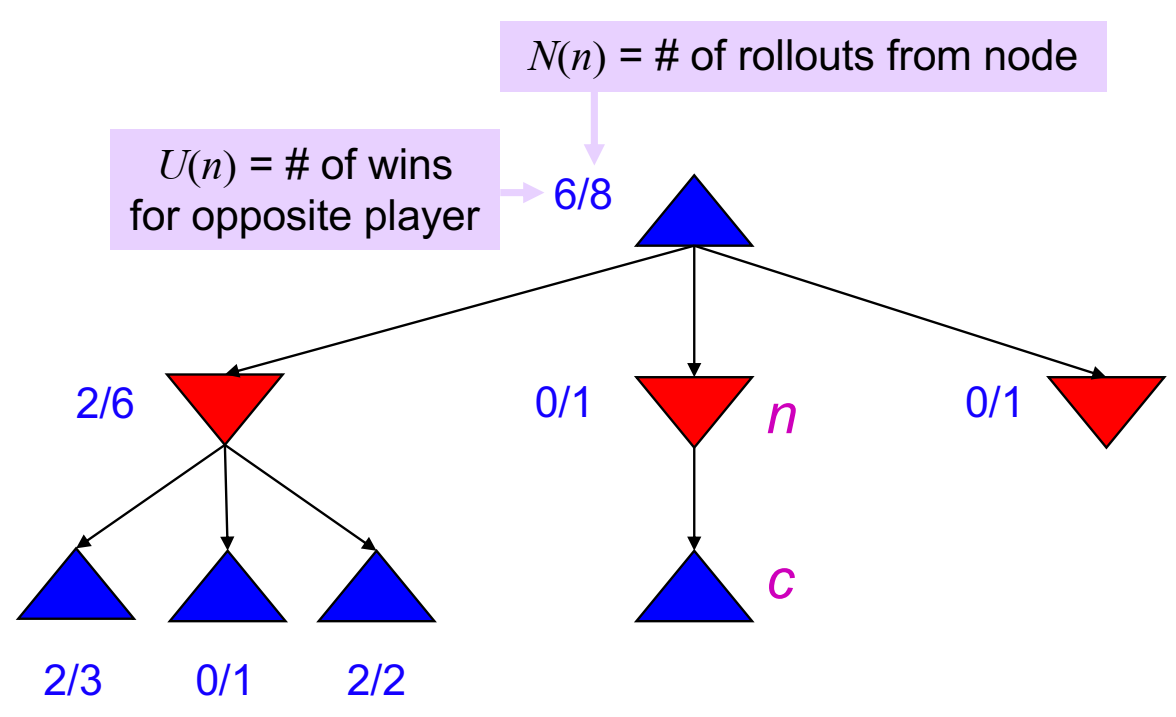 N(n) = # of rollouts from node
U(n) = # of wins
for opposite player
6/8
2/6
0/1
n
0/1
c
2/3
0/1
2/2